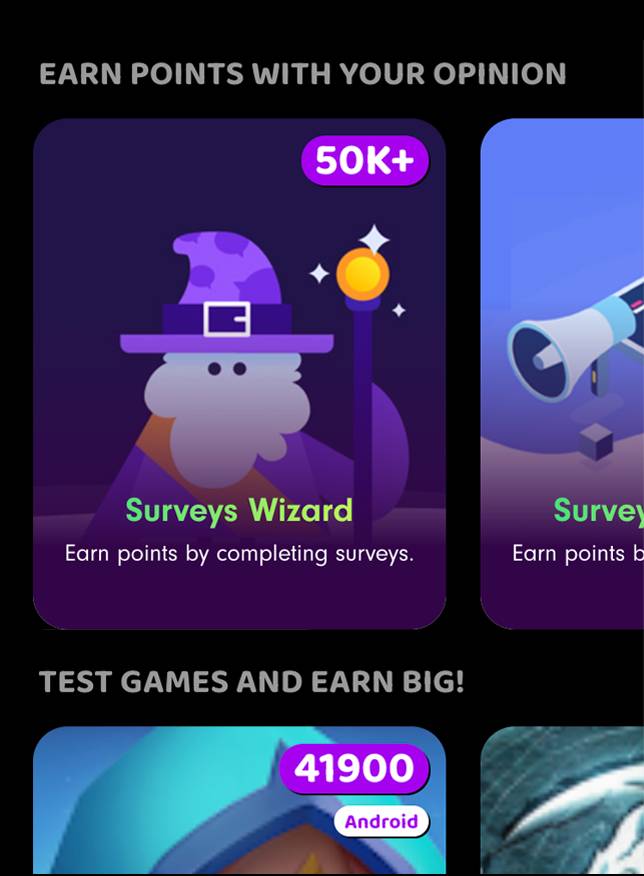 EARN POINTS WITH YOUR OPINION
50K+
Surveys Wizard
Earn points by completing surveys.
Survey
Earn points b
TEST GAMES AND EARN BIG!
41900
Android